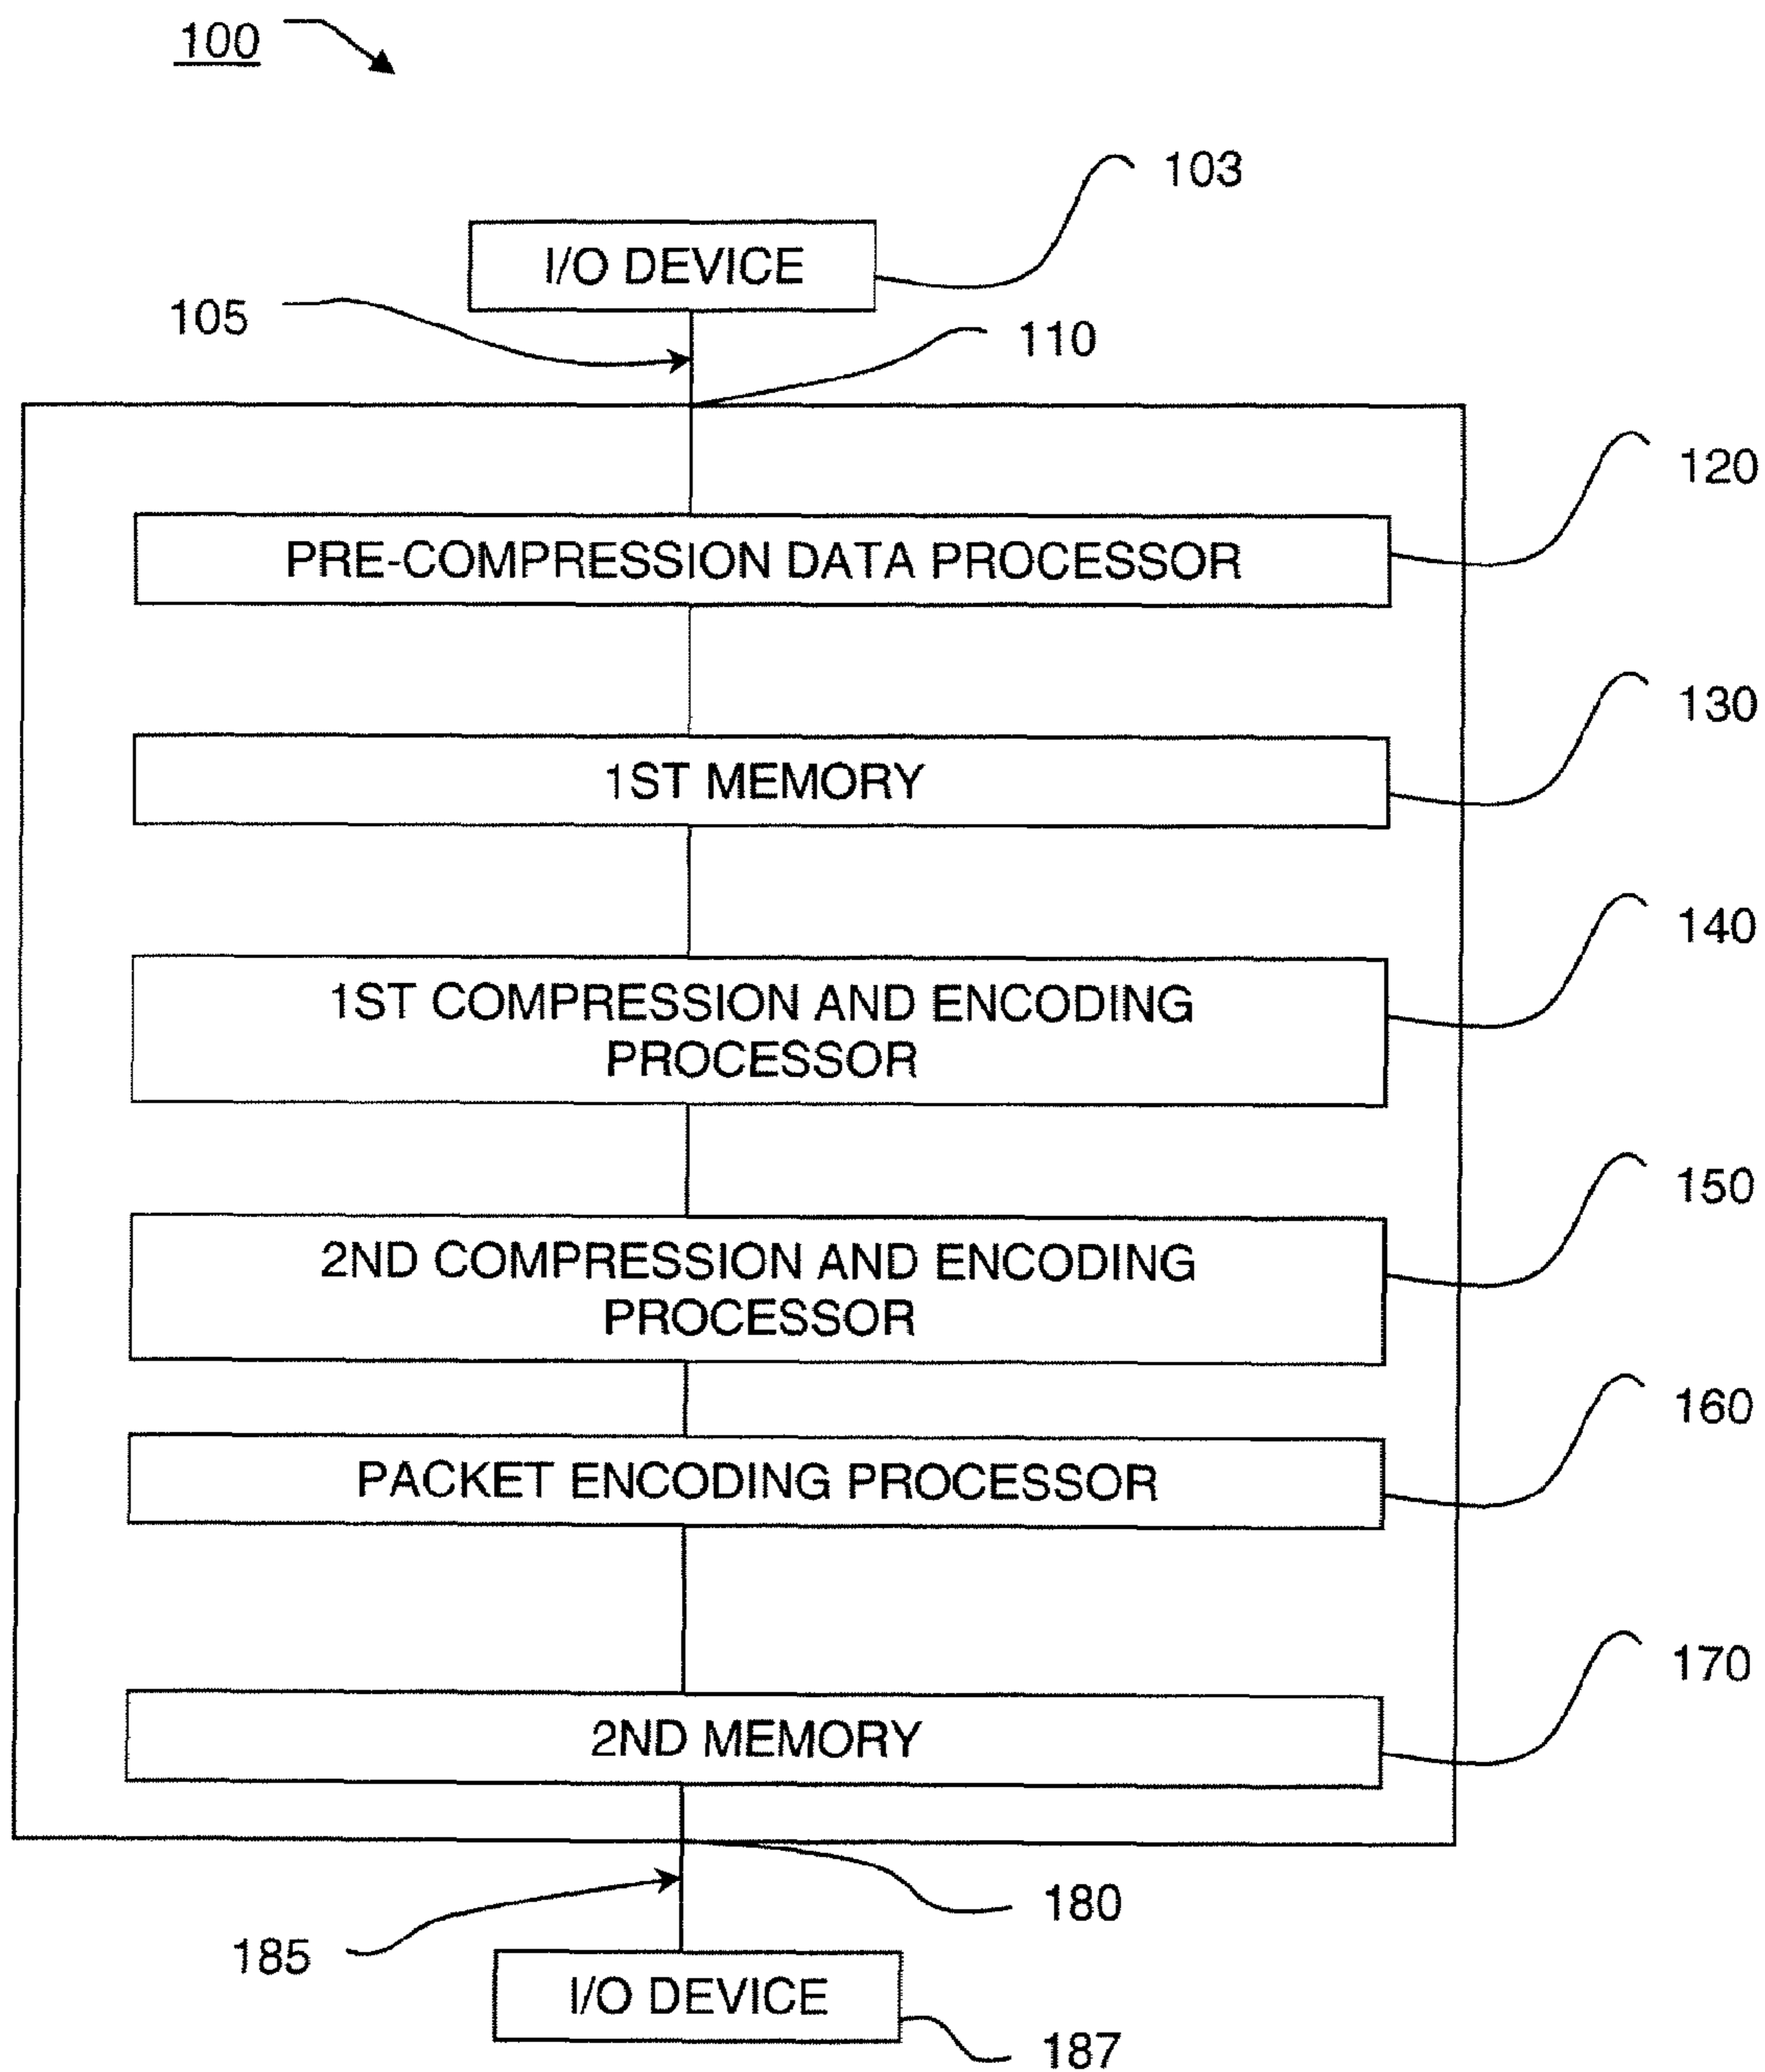 100
103
I/O DEVICE
105
110
120
PRE-COMPRESSION DATA PROCESSOR
130
1ST MEMORY
140
1ST COMPRESSION AND ENCODING
PROCESSOR
150
2ND COMPRESSION AND ENCODING
PROCESSOR
160
PACKET ENCODING PROCESSOR
170
2ND MEMORY
180
185
I/O DEVICE
187